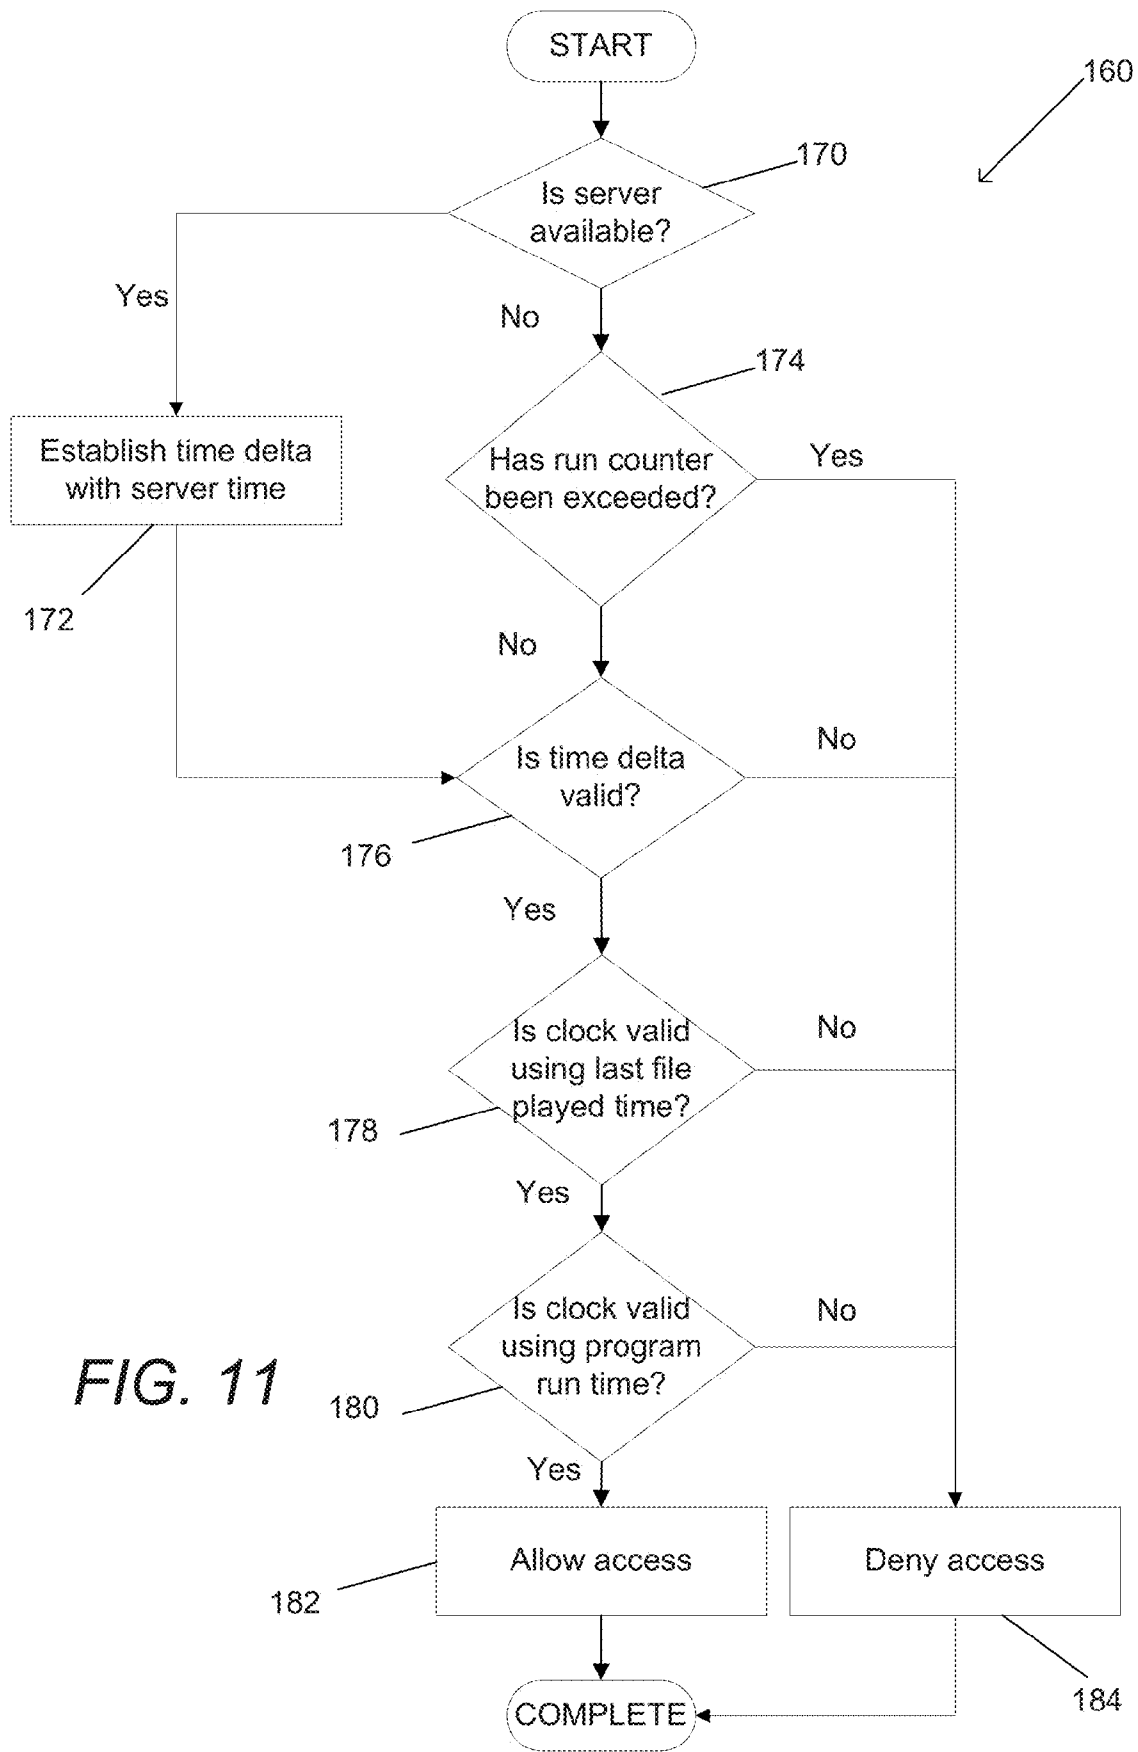 START
160
170
Is server
available?
Yes
No
174
Establish time delta
with server time
Has run counter
been exceeded?
Yes
172
No
Is time delta
valid?
No
176
Yes
Is clock valid
using last file
played time?
No
178
Yes
Is clock valid
using program
run time?
No
FIG. 11
180
Yes
Allow access
Deny access
182
184
COMPLETE